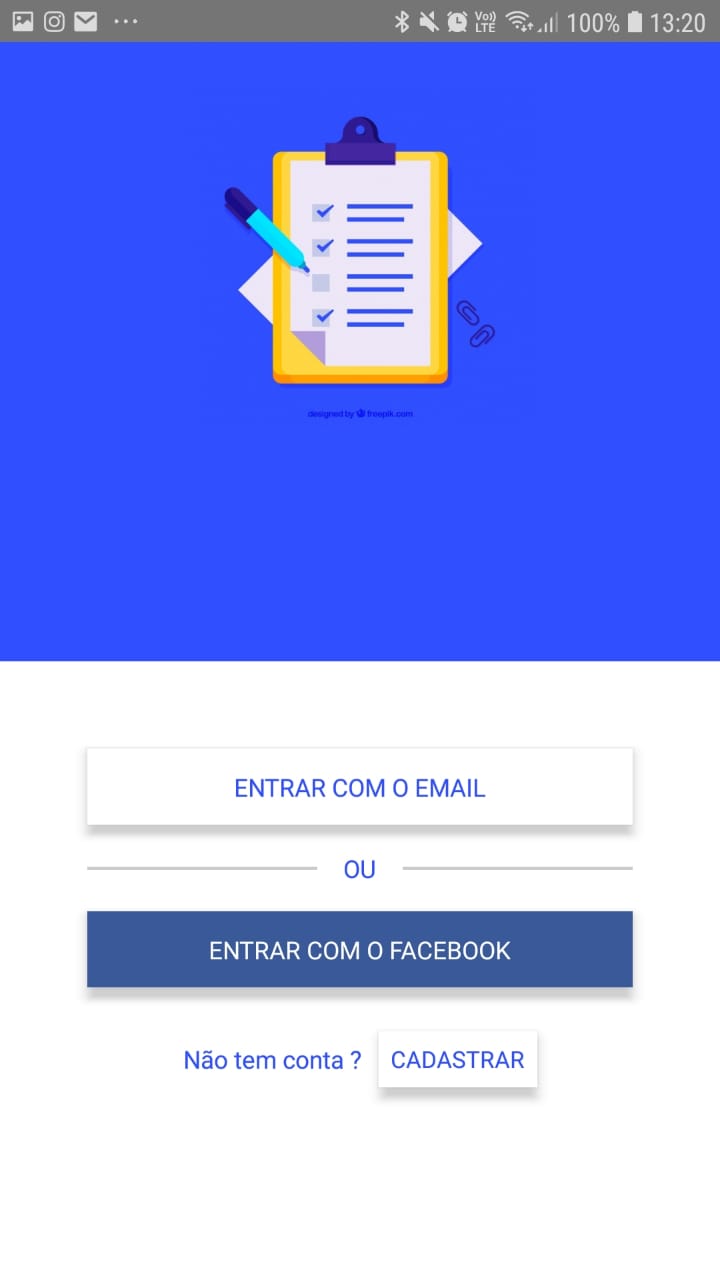 Vo)) LTE 100% 13:20
designed by freepik.com
ENTRAR COM O EMAIL
OU
ENTRAR COM O FACEBOOK
Não tem conta ? CADASTRAR